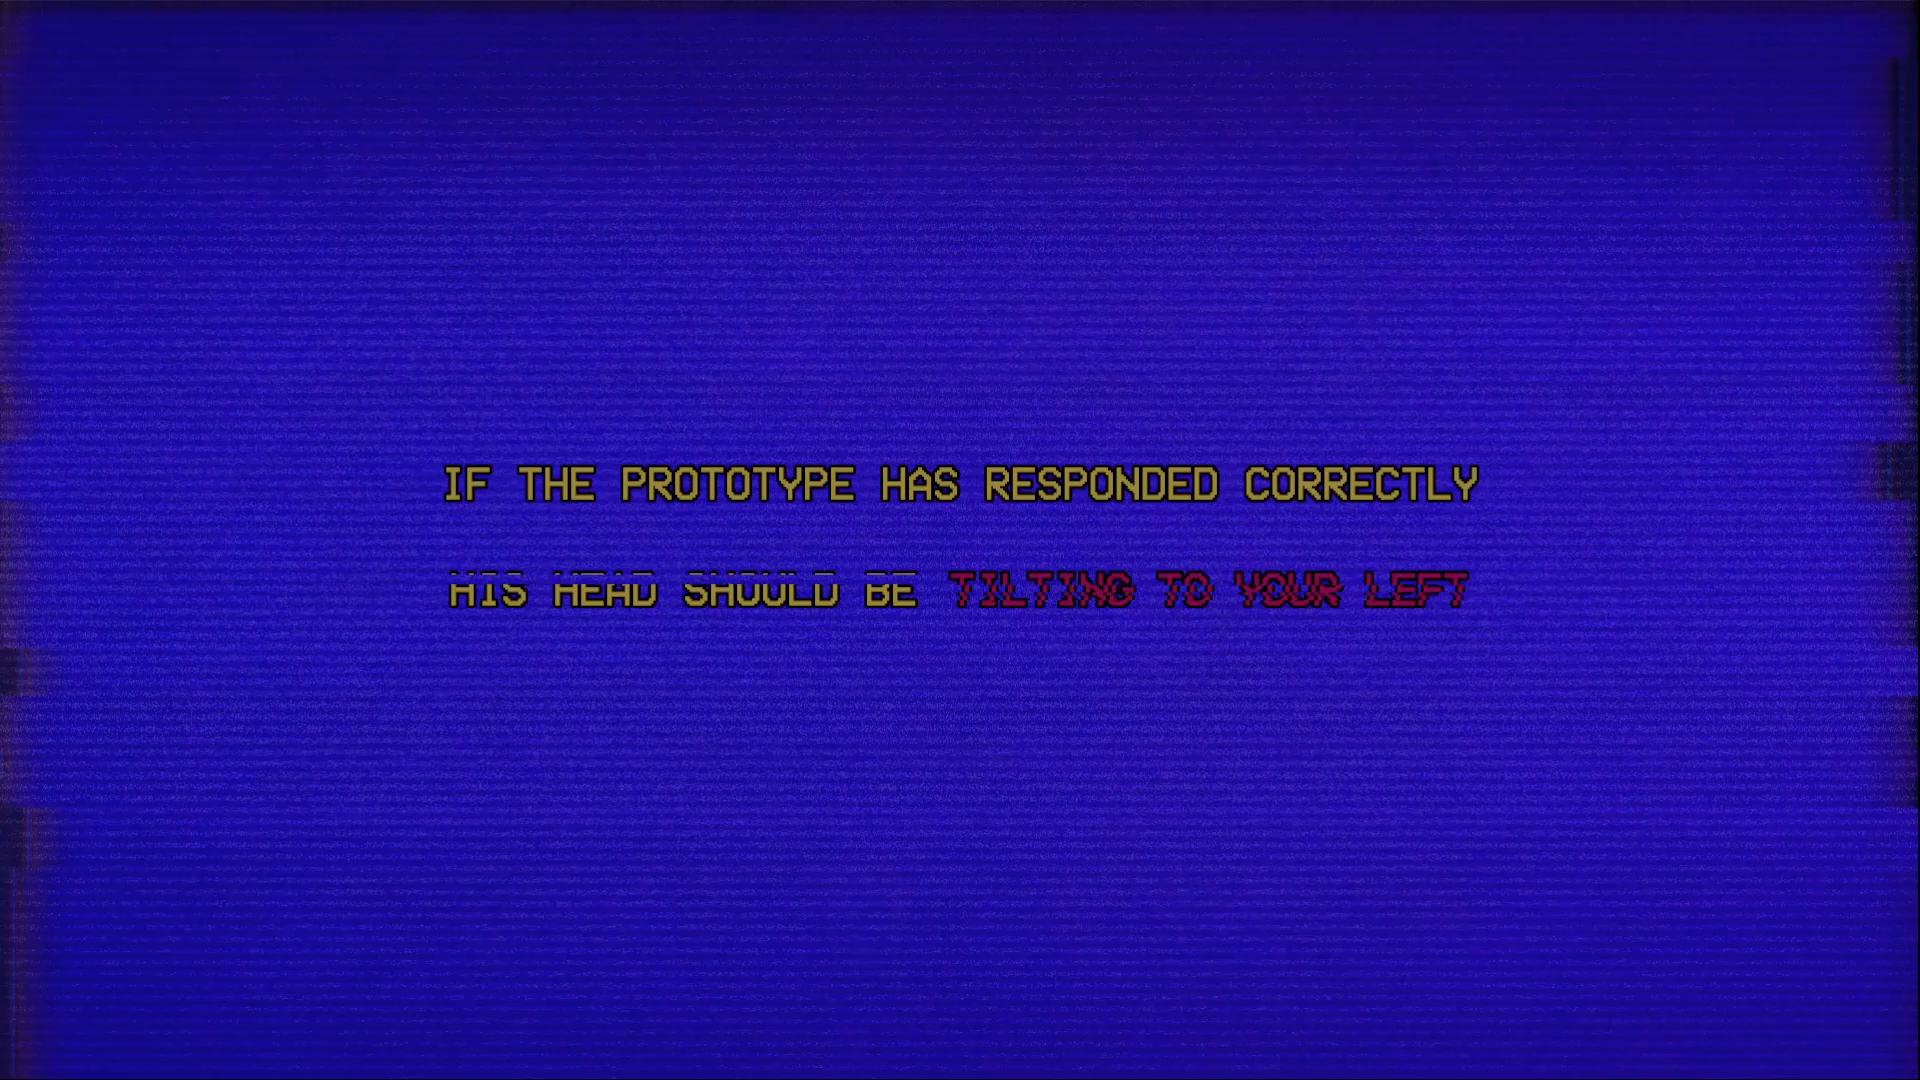 IF THE PROTOTYPE HAS RESPONDED CORRECTLY
HIS HEAD SHOULD BE TILTING TO YOUR LEFT